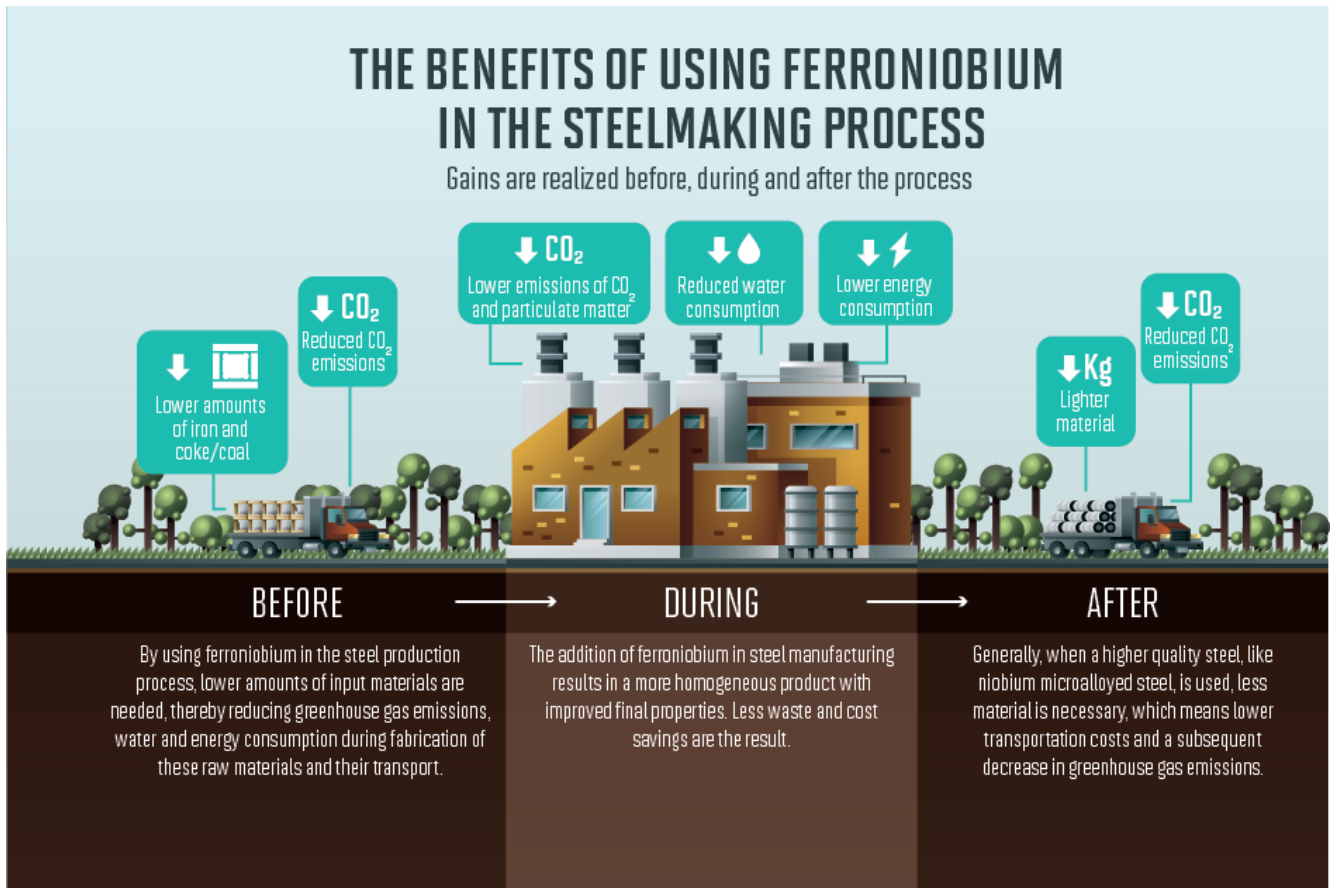 THE BENEFITS OF USING FERRONIOBIUM
IN THE STEELMAKING PROCESS
Gains are realized before, during and after the process
Lower amounts
of iron and
coke/coal
CO₂
Reduced CO₂
emissions
CO₂
Lower emissions of CO₂
and particulate matter
Reduced water
consumption
Lower energy
consumption
Kg
Lighter
material
CO₂
Reduced CO₂
emissions
BEFORE
By using ferroniobium in the steel production
process, lower amounts of input materials are
needed, thereby reducing greenhouse gas emissions,
water and energy consumption during fabrication of
these raw materials and their transport.
DURING
The addition of ferroniobium in steel manufacturing
results in a more homogeneous product with
improved final properties. Less waste and cost
savings are the result.
AFTER
Generally, when a higher quality steel, like
niobium microalloyed steel, is used, less
material is necessary, which means lower
transportation costs and a subsequent
decrease in greenhouse gas emissions.